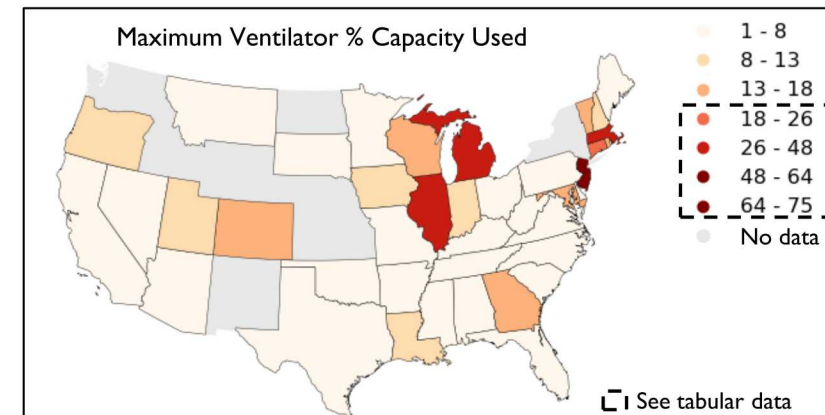 Maximum Ventilator % Capacity Used
1 - 8
8 - 13
13 - 18
18 - 26
26 - 48
48 - 64
64 - 75
No data
See tabular data